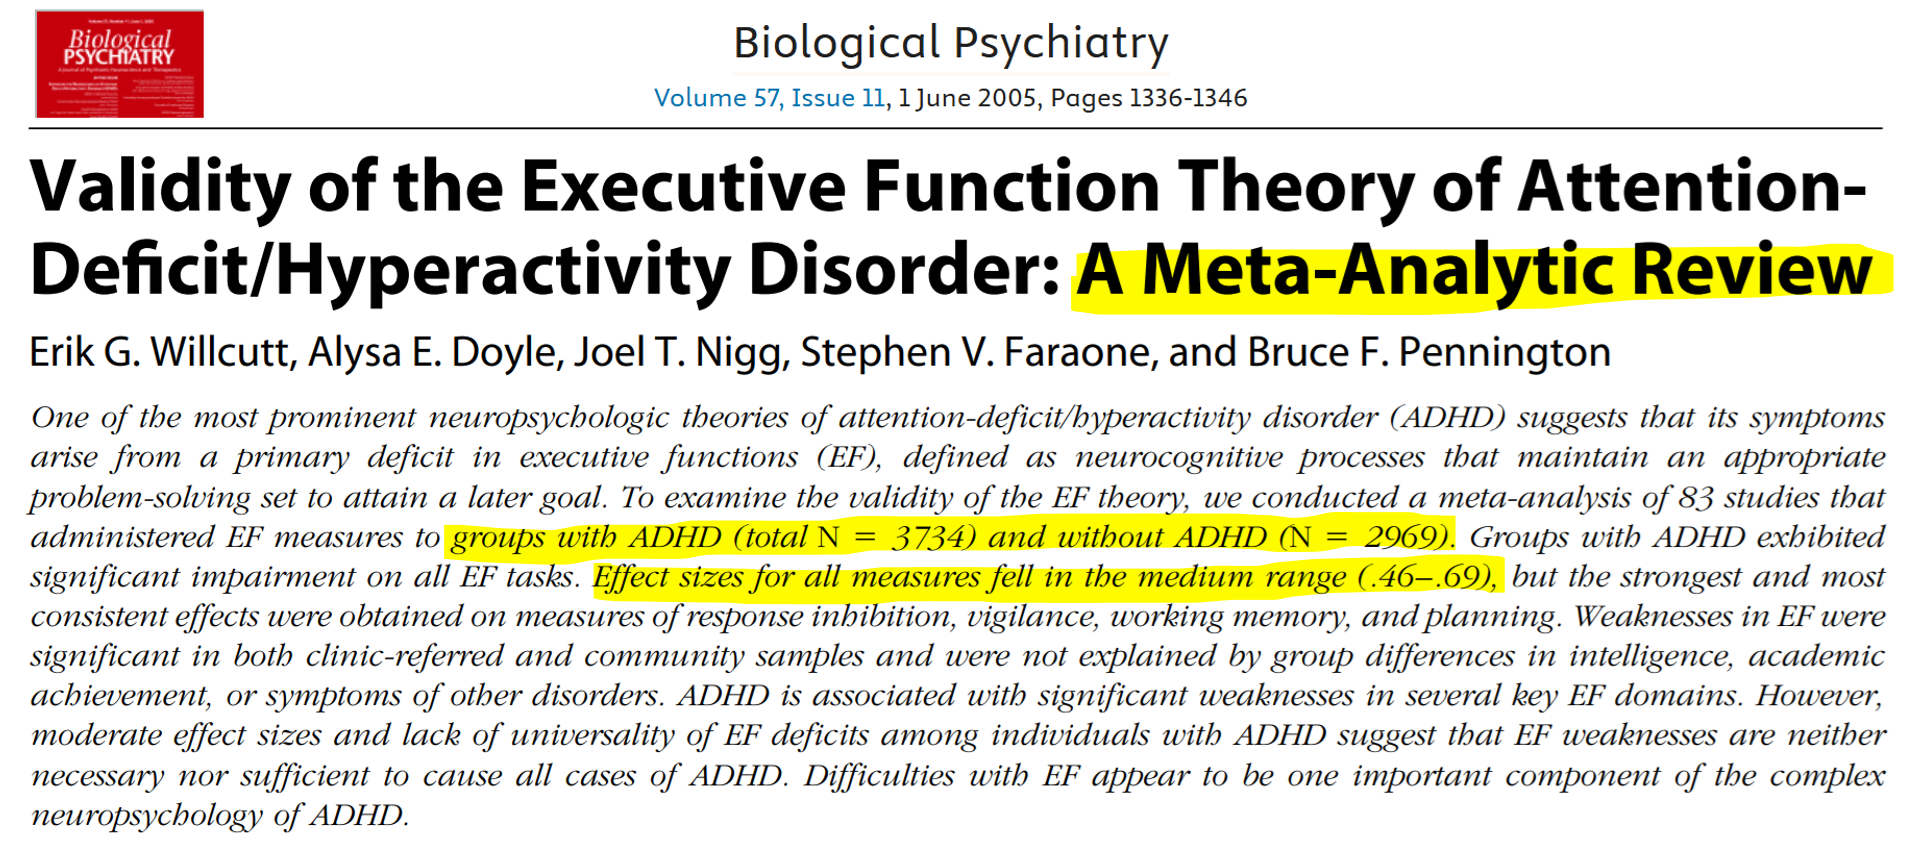 Biological
PSYCHIATRY
Biological Psychiatry
Volume 57, Issue 11, 1 June 2005, Pages 1336-1346
Validity of the Executive Function Theory of Attention-
Deficit/Hyperactivity Disorder: A Meta-Analytic Review
Erik G. Willcutt, Alysa E. Doyle, Joel T. Nigg, Stephen V. Faraone, and Bruce F. Pennington
One of the most prominent neuropsychologic theories of attention-deficit/hyperactivity disorder (ADHD) suggests that its symptoms
arise from a primary deficit in executive functions (EF), defined as neurocognitive processes that maintain an appropriate
problem-solving set to attain a later goal. To examine the validity of the EF theory, we conducted a meta-analysis of 83 studies that
administered EF measures to groups with ADHD (total N = 3734) and without ADHD (N = 2969). Groups with ADHD exhibited
significant impairment on all EF tasks. Effect sizes for all measures fell in the medium range (.46–.69), but the strongest and most
consistent effects were obtained on measures of response inhibition, vigilance, working memory, and planning. Weaknesses in EF were
significant in both clinic-referred and community samples and were not explained by group differences in intelligence, academic
achievement, or symptoms of other disorders. ADHD is associated with significant weaknesses in several key EF domains. However,
moderate effect sizes and lack of universality of EF deficits among individuals with ADHD suggest that EF weaknesses are neither
necessary nor sufficient to cause all cases of ADHD. Difficulties with EF appear to be one important component of the complex
neuropsychology of ADHD.